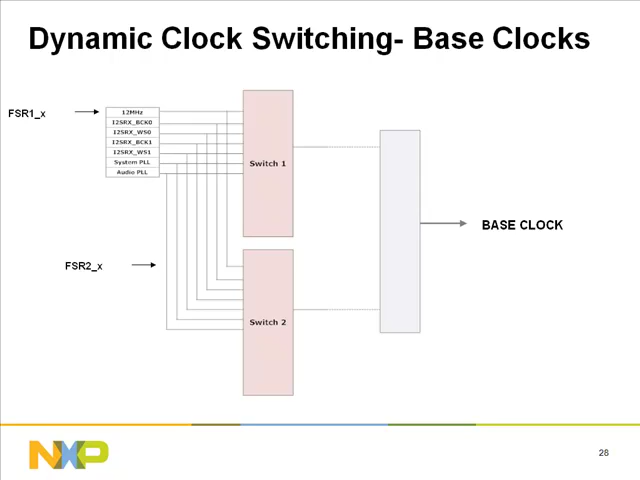 Dynamic Clock Switching- Base Clocks
FSR1_x
12MHz
I2SRX_BCK0
I2SRX_WS0
I2SRX_BCK1
I2SRX_WS1
System PLL
Audio PLL
Switch 1
BASE CLOCK
FSR2_x
Switch 2
NXP
28